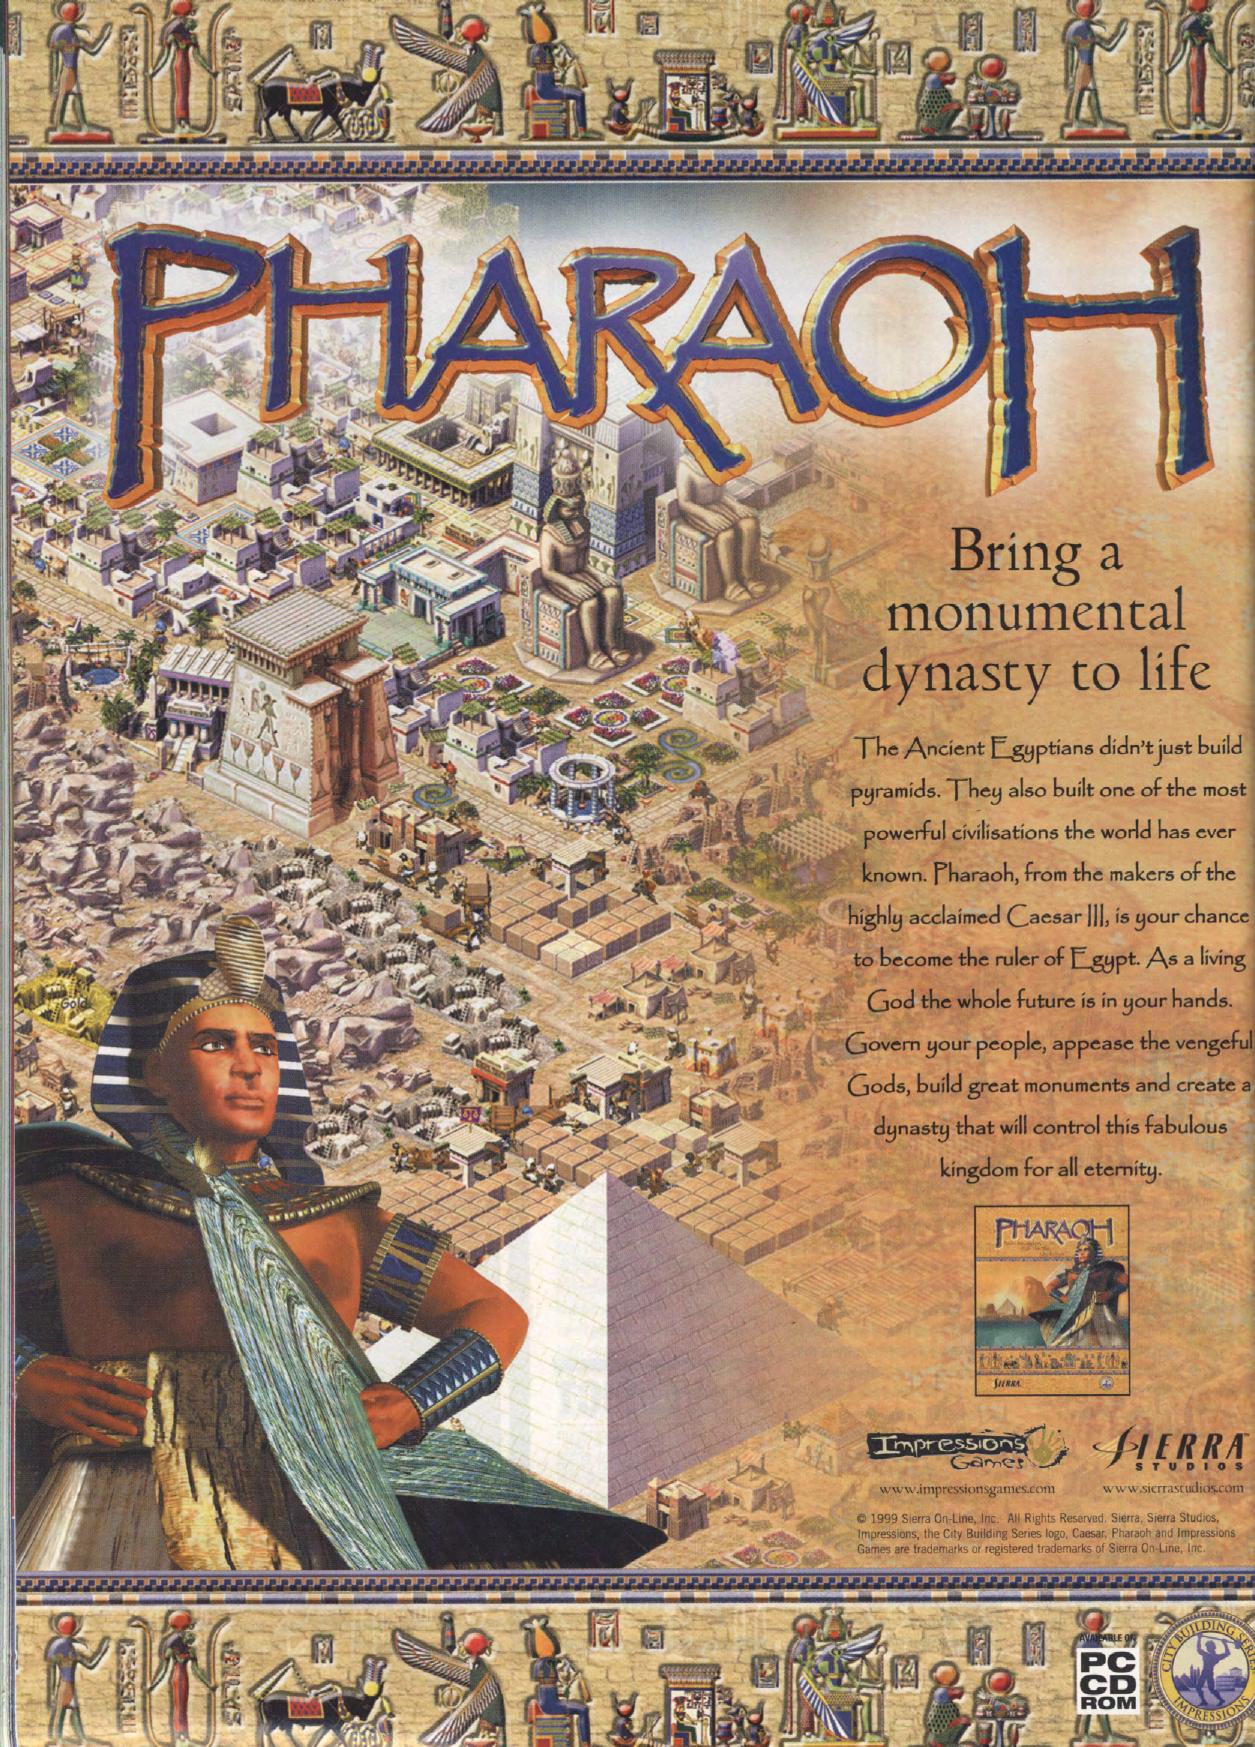 PHARAOH
Bring a
monumental
dynasty to life
The Ancient Egyptians didn't just build
pyramids. They also built one of the most
powerful civilisations the world has ever
known. Pharaoh, from the makers of the
highly acclaimed Caesar III, is your chance
to become the ruler of Egypt. As a living
God the whole future is in your hands.
Govern your people, appease the vengeful
Gods, build great monuments and create a
dynasty that will control this fabulous
kingdom for all eternity.
Gold
PHARAOH
SIERRA
Impressions
Games
SIERRA
STUDIOS
www.impressionsgames.com
www.sierrastudios.com
© 1999 Sierra On-Line, Inc. All Rights Reserved. Sierra, Sierra Studios,
Impressions, the City Building Series logo, Caesar, Pharaoh and Impressions
Games are trademarks or registered trademarks of Sierra On-Line, Inc.
AVAILABLE ON
PC
CD
ROM
CITY BUILDING
IMPRESSIONS